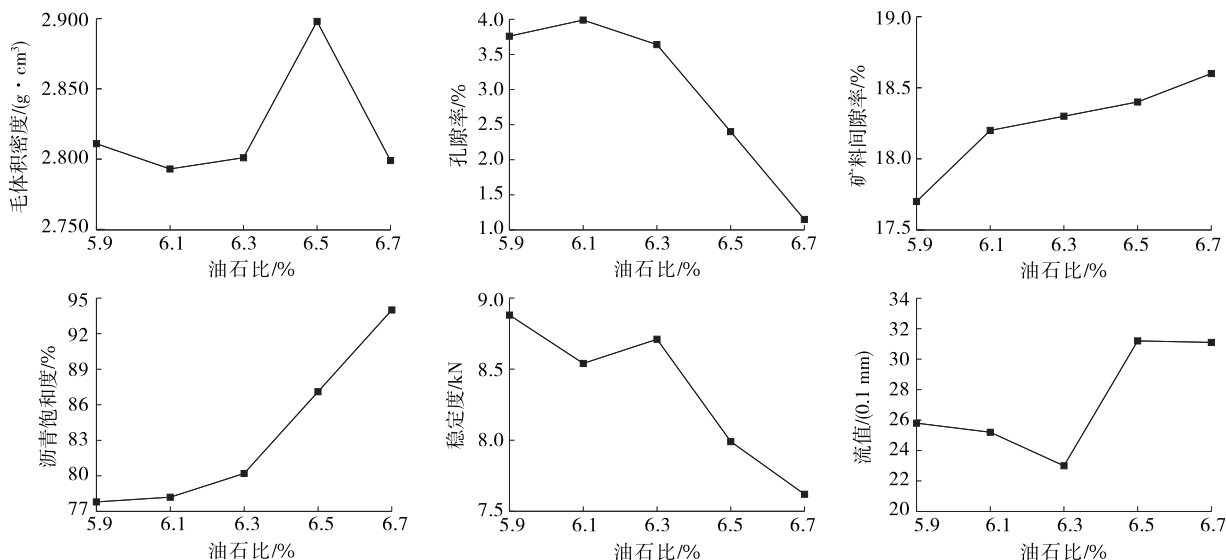 2.900
2.850
2.800
2.750
毛体积密度/(g·cm³)
5.9 6.1 6.3 6.5 6.7
油石比/%
4.0
3.5
3.0
2.5
2.0
1.5
1.0
孔隙率/%
5.9 6.1 6.3 6.5 6.7
油石比/%
19.0
18.5
18.0
17.5
矿料间隙率/%
5.9 6.1 6.3 6.5 6.7
油石比/%
95
92
89
86
83
80
77
沥青饱和度/%
5.9 6.1 6.3 6.5 6.7
油石比/%
9.0
8.5
8.0
7.5
稳定度/kN
5.9 6.1 6.3 6.5 6.7
油石比/%
34
31
30
28
26
24
22
20
流值/(0.1 mm)
5.9 6.1 6.3 6.5 6.7
油石比/%